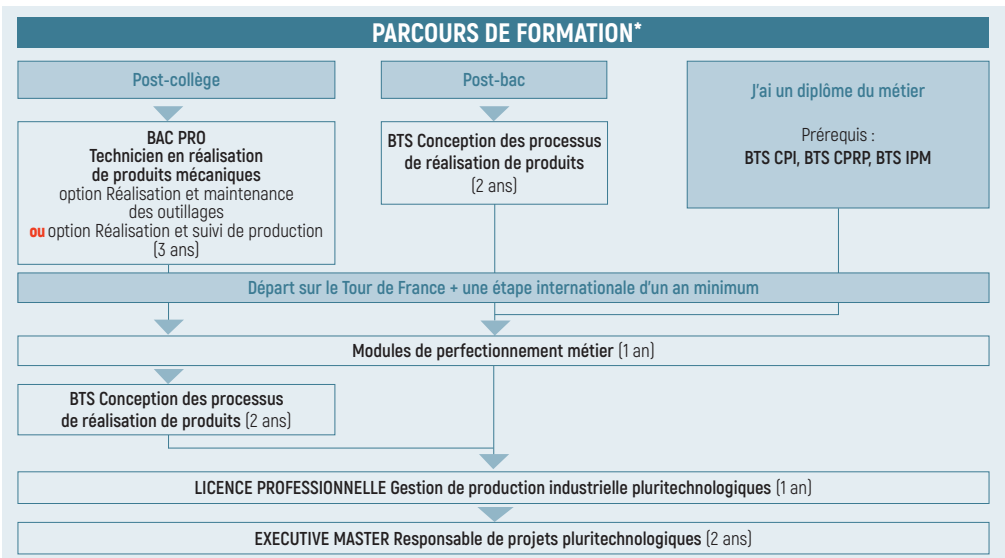 PARCOURS DE FORMATION*
Post-collège
BAC PRO
Technicien en réalisation
de produits mécaniques
option Réalisation et maintenance
des outillages
ou option Réalisation et suivi de production
(3 ans)
Post-bac
BTS Conception des processus
de réalisation de produits
(2 ans)
J'ai un diplôme du métier
Prérequis :
BTS CPI, BTS CPRP, BTS IPM
Départ sur le Tour de France + une étape internationale d'un an minimum
Modules de perfectionnement métier (1 an)
BTS Conception des processus
de réalisation de produits (2 ans)
LICENCE PROFESSIONNELLE Gestion de production industrielle pluritechnologiques (1 an)
EXECUTIVE MASTER Responsable de projets pluritechnologiques (2 ans)